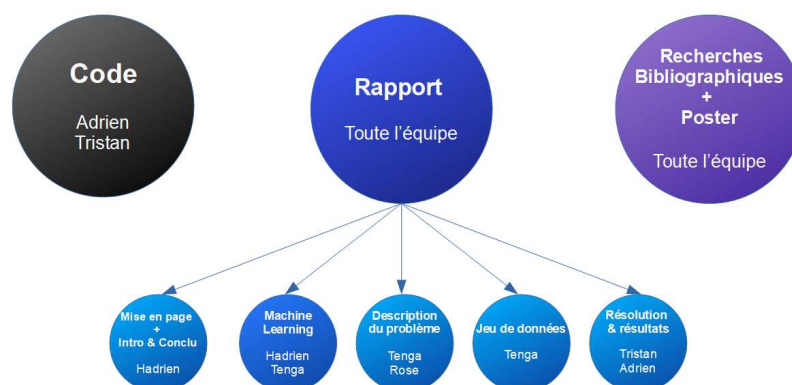 Code
Adrien
Tristan
Rapport
Toute l'équipe
Recherches
Bibliographiques
+
Poster
Toute l'équipe
Mise en page
+
Intro & Conclu
Hadrien
Machine
Learning
Hadrien
Tenga
Description
du problème
Tenga
Rose
Jeu de données
Tenga
Résolution
& résultats
Tristan
Adrien